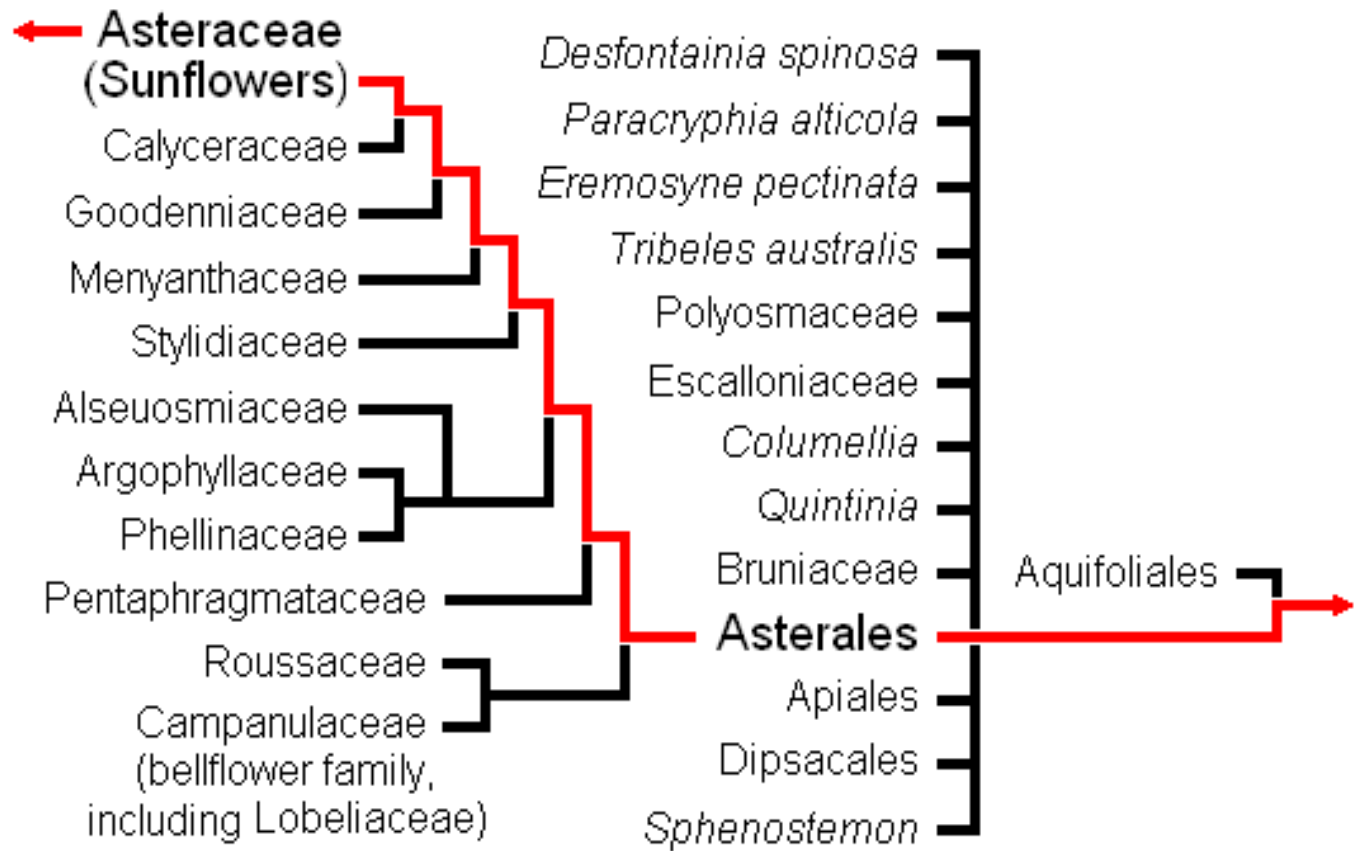 Asteraceae
(Sunflowers)
Calyceraceae
Goodenniaceae
Menyanthaceae
Stylidiaceae
Alseuosmiaceae
Argophyllaceae
Phellinaceae
Pentaphragmataceae
Roussaceae
Campanulaceae
(bellflower family,
including Lobeliaceae)
Desfontainia spinosa
Paracryphia alticola
Eremosyne pectinata
Tribeles australis
Polyosmaceae
Escalloniaceae
Columellia
Quintinia
Bruniaceae
Asterales
Apiales
Dipsacales
Sphenostemon
Aquifoliales